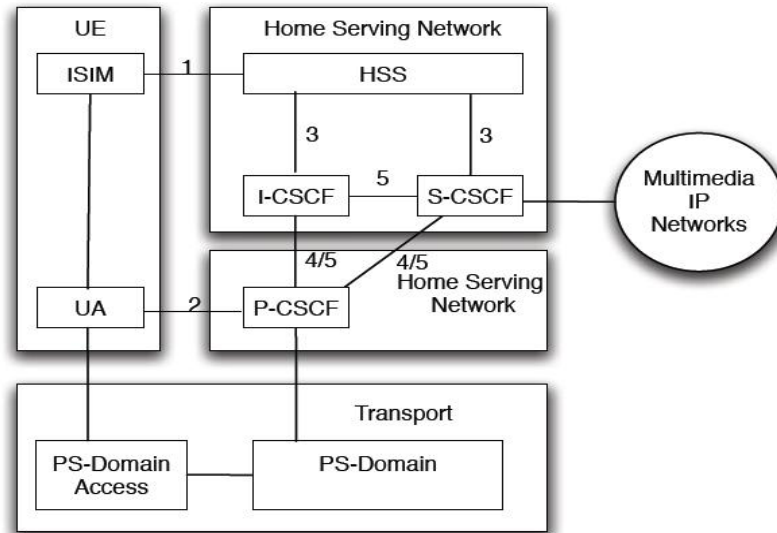 UE
Home Serving Network
ISIM
1
HSS
3
3
I-CSCF
5
S-CSCF
Multimedia
IP
Networks
4/5
4/5
Home Serving
Network
UA
2
P-CSCF
Transport
PS-Domain
Access
PS-Domain